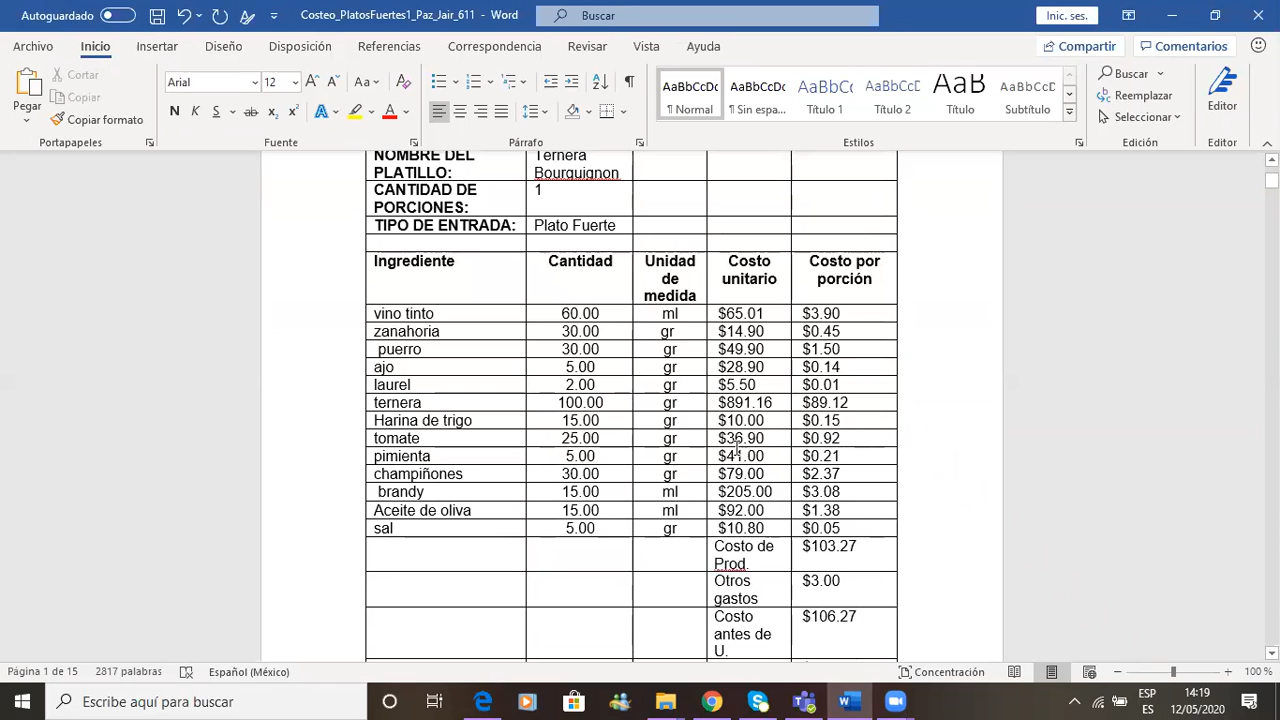 Autoguardado
Costeo_PlatosFuertes1_Paz_Jair_611 - Word
Buscar
Inic. ses.
Archivo Inicio Insertar Diseño Disposición Referencias Correspondencia Revisar Vista Ayuda
Compartir
Comentarios
Pegar
Cortar
Copiar
Copiar formato
Portapapeles
Arial 12
Fuente
Párrafo
AaBbCcDc AaBbCcDc AaBbCc AaBbCcD AaB AaBbCcD
¶ Normal ¶ Sin espa... Título 1 Título 2 Título Subtítulo
Estilos
Buscar
Reemplazar
Seleccionar
Edición
Editor
Editor
NOMBRE DEL PLATILLO: Ternera Bourguignon
CANTIDAD DE PORCIONES: 1
TIPO DE ENTRADA: Plato Fuerte
Ingrediente Cantidad Unidad de medida Costo unitario Costo por porción
vino tinto 60.00 ml $65.01 $3.90
zanahoria 30.00 gr $14.90 $0.45
puerro 30.00 gr $49.90 $1.50
ajo 5.00 gr $28.90 $0.14
laurel 2.00 gr $5.50 $0.01
ternera 100.00 gr $891.16 $89.12
Harina de trigo 15.00 gr $10.00 $0.15
tomate 25.00 gr $36.90 $0.92
pimienta 5.00 gr $41.00 $0.21
champiñones 30.00 gr $79.00 $2.37
brandy 15.00 ml $205.00 $3.08
Aceite de oliva 15.00 ml $92.00 $1.38
sal 5.00 gr $10.80 $0.05
Costo de Prod. $103.27
Otros gastos $3.00
Costo antes de U. $106.27
Página 1 de 15 2817 palabras Español (México) Concentración 100 %
Escribe aquí para buscar
ESP
ES
14:19
12/05/2020